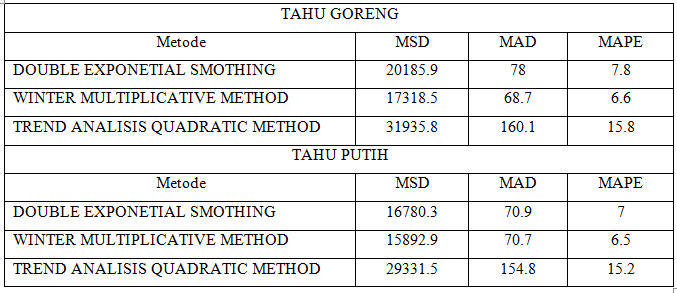 TAHU GORENG
Metode MSD MAD MAPE
DOUBLE EXPONETIAL SMOTHING 20185.9 78 7.8
WINTER MULTIPLICATIVE METHOD 17318.5 68.7 6.6
TREND ANALISIS QUADRATIC METHOD 31935.8 160.1 15.8
TAHU PUTIH
Metode MSD MAD MAPE
DOUBLE EXPONETIAL SMOTHING 16780.3 70.9 7
WINTER MULTIPLICATIVE METHOD 15892.9 70.7 6.5
TREND ANALISIS QUADRATIC METHOD 29331.5 154.8 15.2